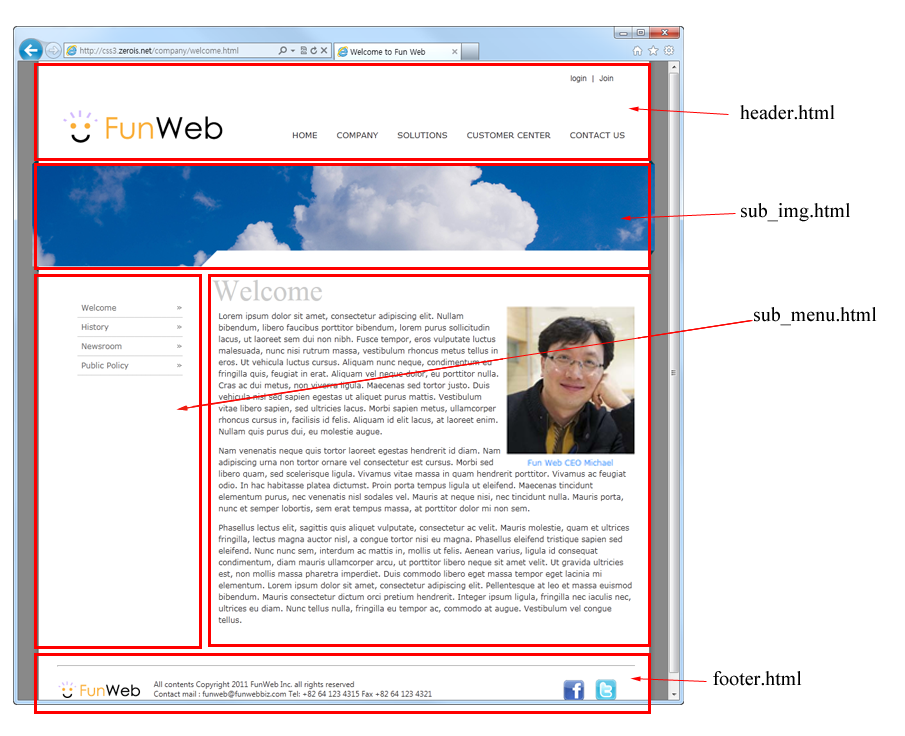 http://css3.zerois.net/company/welcome.html
Welcome to Fun Web
login | Join
header.html
FunWeb
HOME COMPANY SOLUTIONS CUSTOMER CENTER CONTACT US
sub_img.html
Welcome
sub_menu.html
Welcome »
History »
Newsroom »
Public Policy »
Lorem ipsum dolor sit amet, consectetur adipiscing elit. Nullam
bibendum, libero faucibus porttitor bibendum, lorem purus sollicitudin
lacus, ut laoreet sem dui non nibh. Fusce tempor, eros vulputate luctus
malesuada, nunc nisi rutrum massa, vestibulum rhoncus metus tellus in
eros. Ut vehicula luctus cursus. Aliquam nunc neque, condimentum eu
fringilla quis, feugiat in erat. Aliquam vel neque dolor, eu porttitor nulla.
Cras ac dui metus, non viverra ligula. Maecenas sed tortor justo. Duis
vehicula nisl sed sapien egestas ut aliquet purus mattis. Vestibulum
vitae libero sapien, sed ultricies lacus. Morbi sapien metus, ullamcorper
rhoncus cursus in, facilisis id felis. Aliquam id elit lacus, at laoreet enim.
Nullam quis purus dui, eu molestie augue.
Fun Web CEO Michael
Nam venenatis neque quis tortor laoreet egestas hendrerit id diam. Nam
adipiscing urna non tortor ornare vel consectetur est cursus. Morbi sed
libero quam, sed scelerisque ligula. Vivamus vitae massa in quam hendrerit porttitor. Vivamus ac feugiat
odio. In hac habitasse platea dictumst. Proin porta tempus ligula ut eleifend. Maecenas tincidunt
elementum purus, nec venenatis nisl sodales vel. Mauris at neque nisi, nec tincidunt nulla. Mauris porta,
nunc et semper lobortis, sem erat tempus massa, at porttitor dolor mi non sem.
Phasellus lectus elit, sagittis quis aliquet vulputate, consectetur ac velit. Mauris molestie, quam et ultrices
fringilla, lectus magna auctor nisl, a congue tortor nisi eu magna. Phasellus eleifend tristique sapien sed
eleifend. Nunc nunc sem, interdum ac mattis in, mollis ut felis. Aenean varius, ligula id consequat
condimentum, diam mauris ullamcorper arcu, ut porttitor libero neque sit amet velit. Ut gravida ultricies
est, non mollis massa pharetra imperdiet. Duis commodo libero eget massa tempor eget lacinia mi
elementum. Lorem ipsum dolor sit amet, consectetur adipiscing elit. Pellentesque at leo et massa euismod
bibendum. Mauris consectetur dictum orci pretium hendrerit. Integer ipsum ligula, fringilla nec iaculis nec,
ultrices eu diam. Nunc tellus nulla, fringilla eu tempor ac, commodo at augue. Vestibulum vel congue
tellus.
footer.html
FunWeb
All contents Copyright 2011 FunWeb Inc. all rights reserved
Contact mail : funweb@funwebbiz.com Tel: +82 64 123 4315 Fax +82 64 123 4321